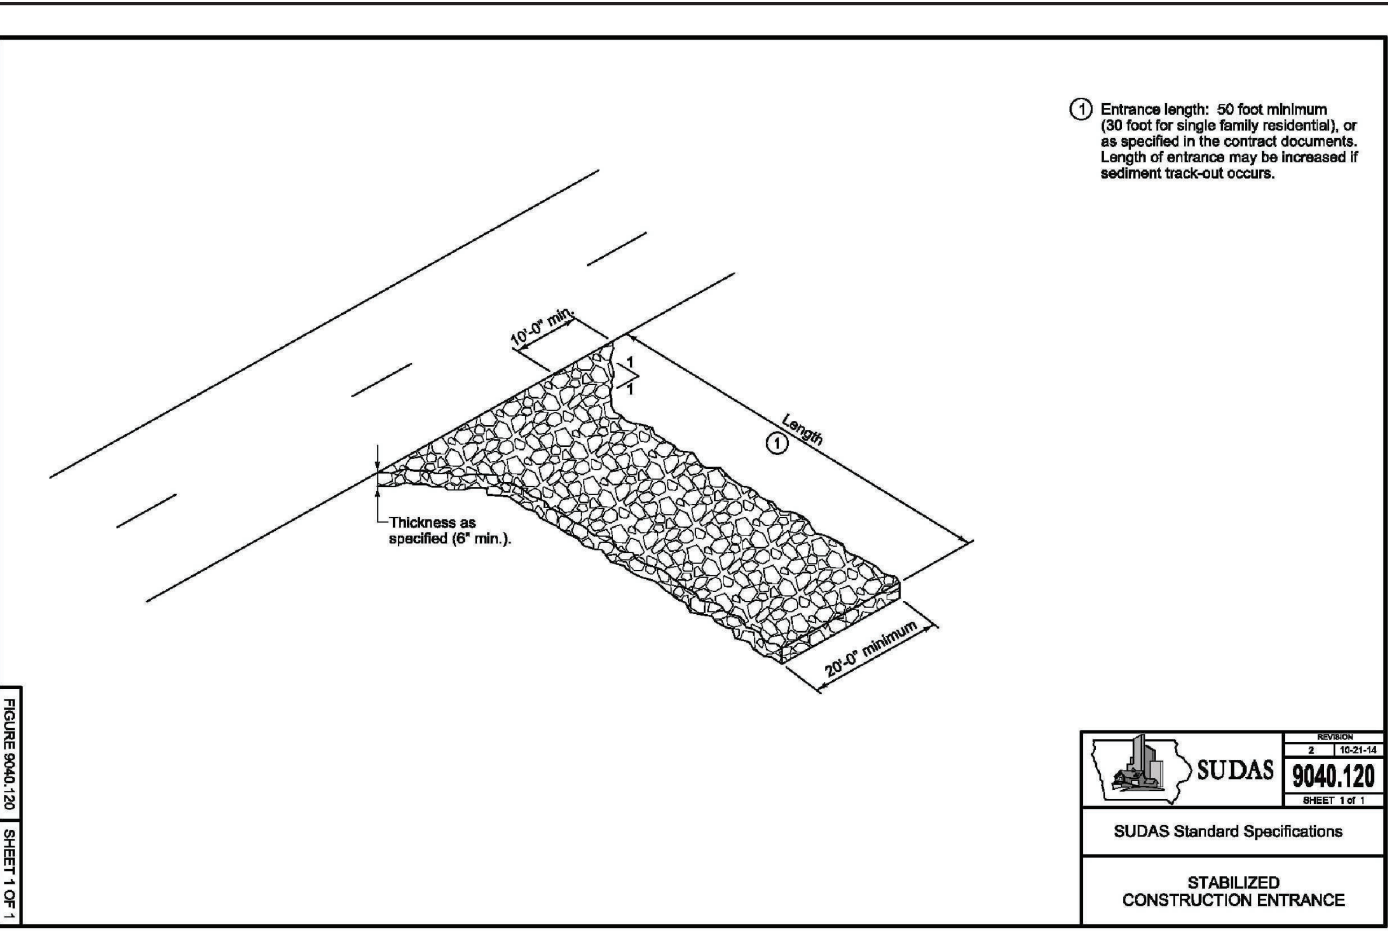 ① Entrance length: 50 foot minimum
(30 foot for single family residential), or
as specified in the contract documents.
Length of entrance may be increased if
sediment track-out occurs.
10'-0" min.
1
1
Length
①
Thickness as
specified (6" min.).
20'-0" minimum
FIGURE 9040.120
SHEET 1 OF 1
SUDAS
REVISION
2
10-21-14
9040.120
SHEET 1 of 1
SUDAS Standard Specifications
STABILIZED
CONSTRUCTION ENTRANCE